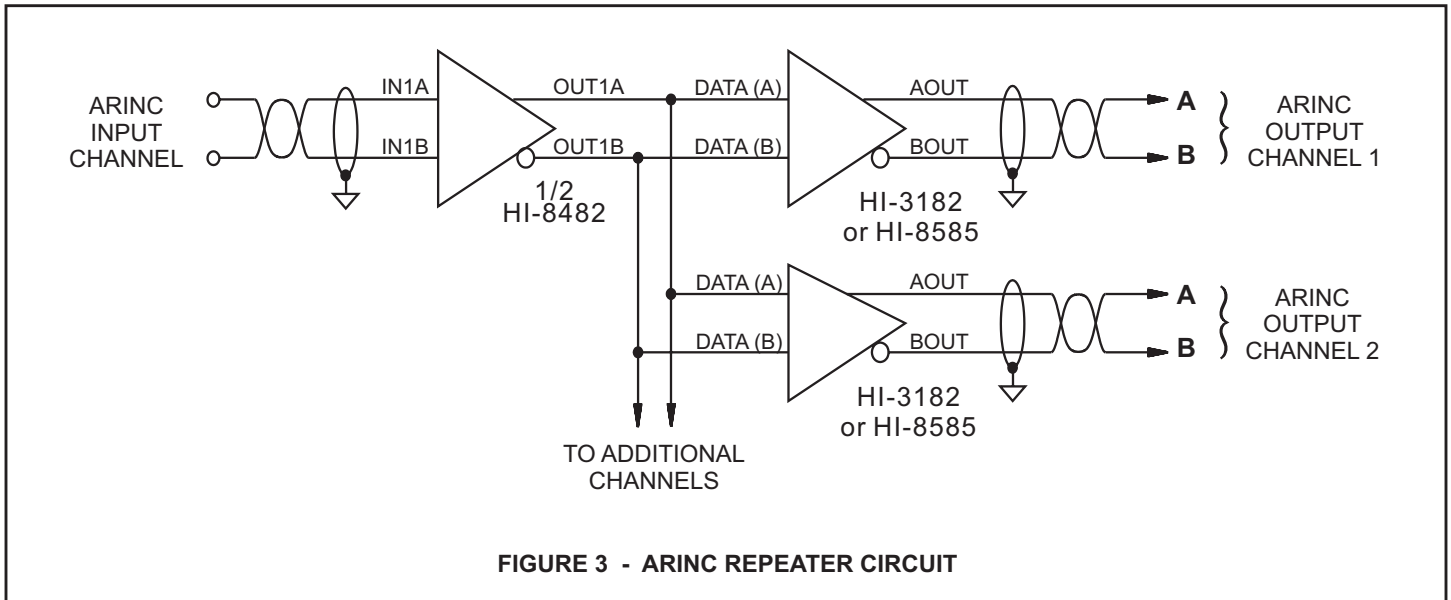 ARINC
INPUT
CHANNEL
IN1A
IN1B
OUT1A
OUT1B
1/2
HI-8482
DATA (A)
DATA (B)
AOUT
BOUT
HI-3182
or HI-8585
A
B
ARINC
OUTPUT
CHANNEL 1
DATA (A)
DATA (B)
AOUT
BOUT
HI-3182
or HI-8585
A
B
ARINC
OUTPUT
CHANNEL 2
TO ADDITIONAL
CHANNELS
FIGURE 3 - ARINC REPEATER CIRCUIT